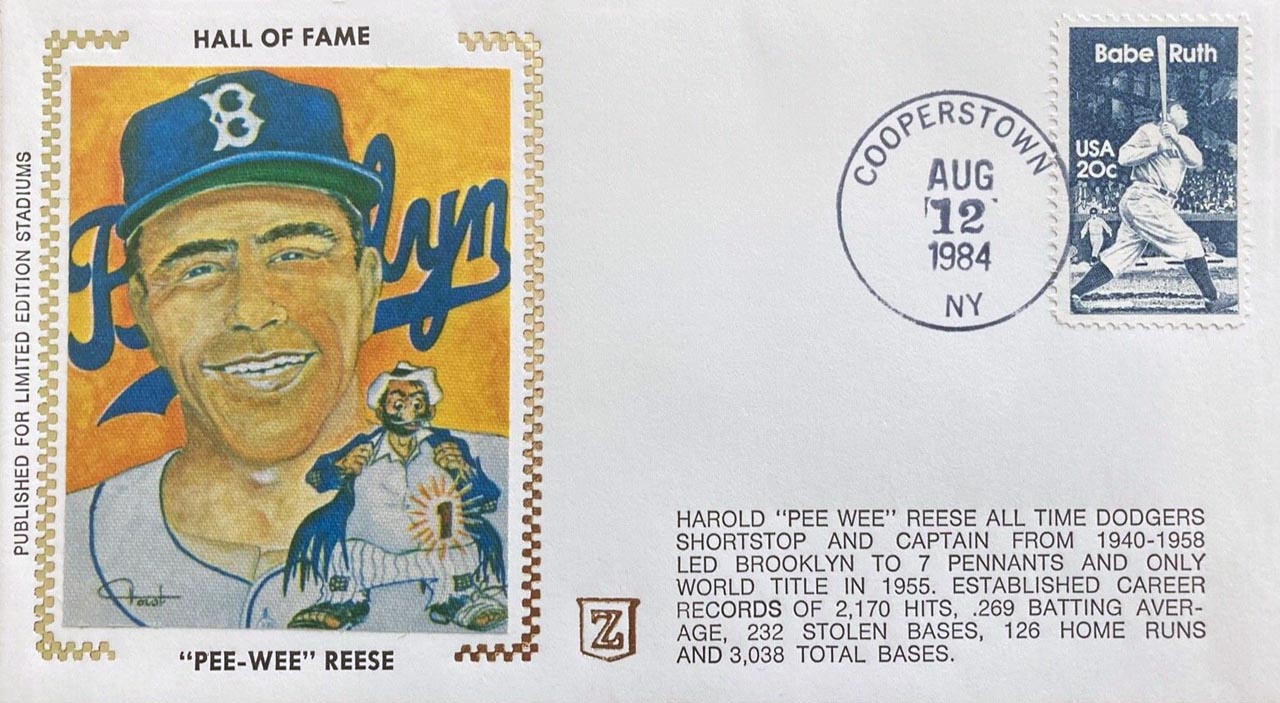 HALL OF FAME
PUBLISHED FOR LIMITED EDITION STADIUMS
B
Brooklyn
1
"PEE-WEE" REESE
COOPERSTOWN
AUG
12
1984
NY
Babe Ruth
USA
20c
Z
HAROLD "PEE WEE" REESE ALL TIME DODGERS
SHORTSTOP AND CAPTAIN FROM 1940-1958
LED BROOKLYN TO 7 PENNANTS AND ONLY
WORLD TITLE IN 1955. ESTABLISHED CAREER
RECORDS OF 2,170 HITS, .269 BATTING AVER-
AGE, 232 STOLEN BASES, 126 HOME RUNS
AND 3,038 TOTAL BASES.